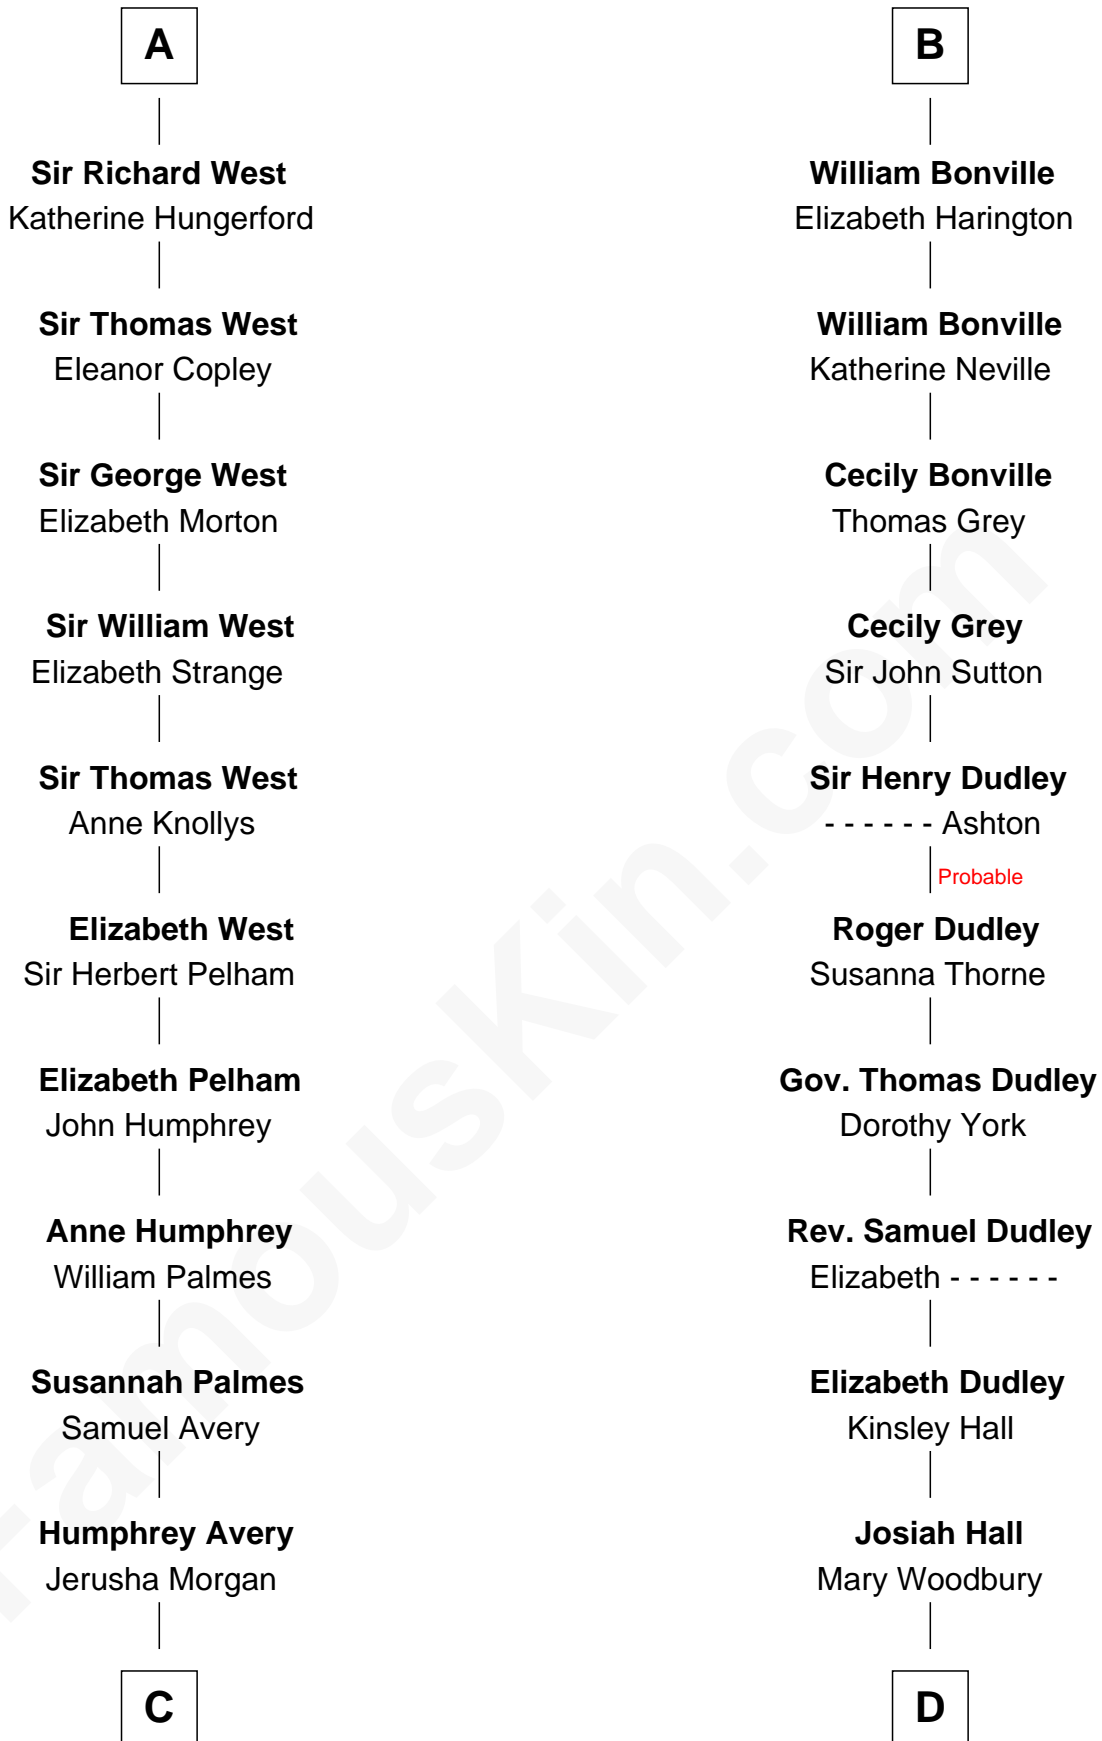 A
Sir Richard West
Katherine Hungerford
Sir Thomas West
Eleanor Copley
Sir George West
Elizabeth Morton
Sir William West
Elizabeth Strange
Sir Thomas West
Anne Knollys
Elizabeth West
Sir Herbert Pelham
Elizabeth Pelham
John Humphrey
Anne Humphrey
William Palmes
Susannah Palmes
Samuel Avery
Humphrey Avery
Jerusha Morgan
C
B
William Bonville
Elizabeth Harington
William Bonville
Katherine Neville
Cecily Bonville
Thomas Grey
Cecily Grey
Sir John Sutton
Sir Henry Dudley
- - - - - - Ashton
Probable
Roger Dudley
Susanna Thorne
Gov. Thomas Dudley
Dorothy York
Rev. Samuel Dudley
Elizabeth - - - - - -
Elizabeth Dudley
Kinsley Hall
Josiah Hall
Mary Woodbury
D
FamousKin.com